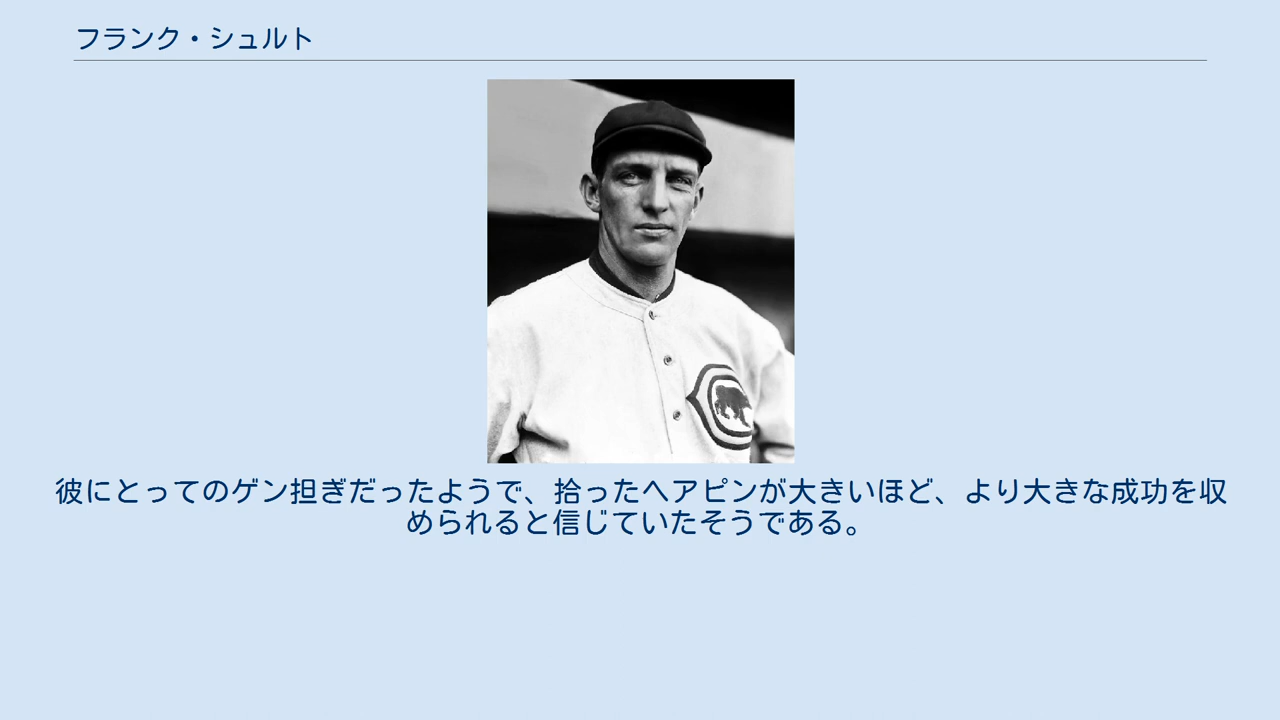 フランク・シュルト
彼にとってのゲン担ぎだったようで、拾ったヘアピンが大きいほど、より大きな成功を収
められると信じていたそうである。